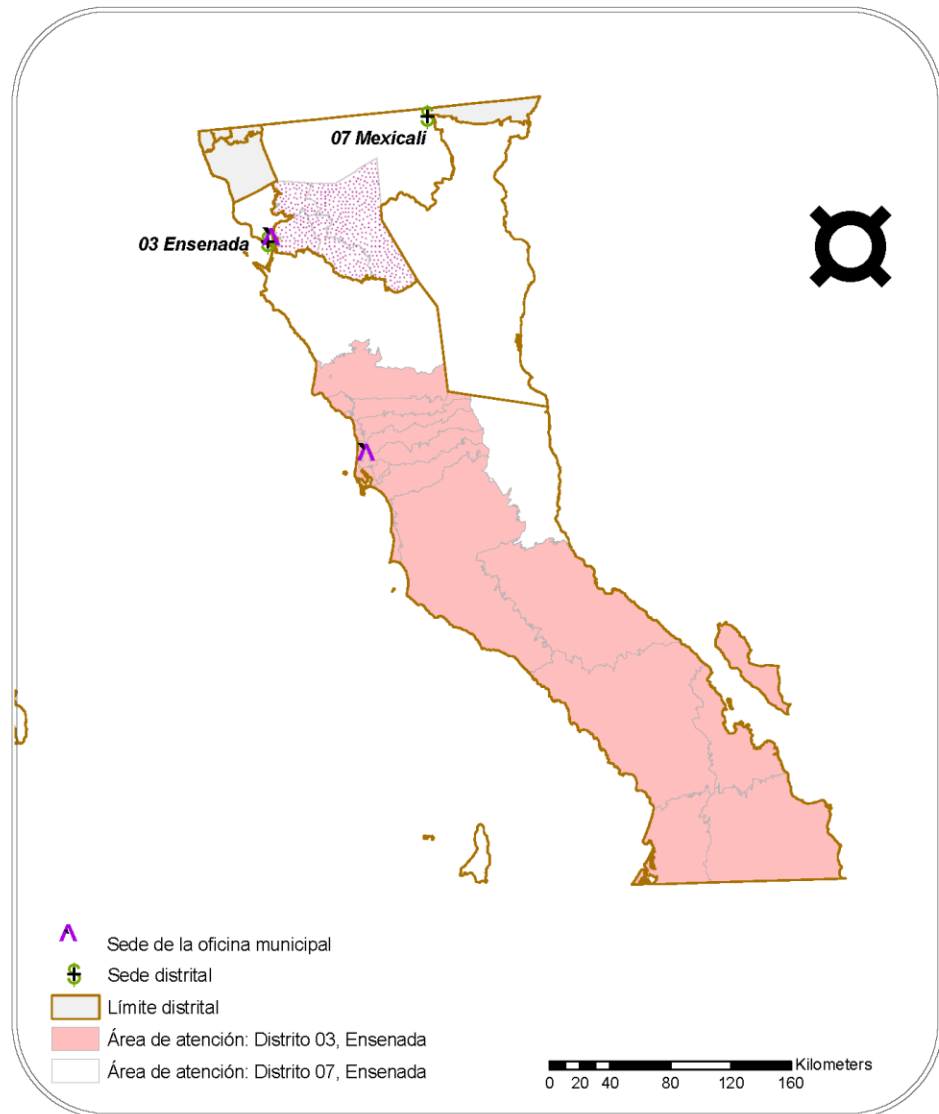 07 Mexicali
03 Ensenada
Sede de la oficina municipal
Sede distrital
Límite distrital
Área de atención: Distrito 03, Ensenada
Área de atención: Distrito 07, Ensenada
Kilometers
0 20 40 80 120 160